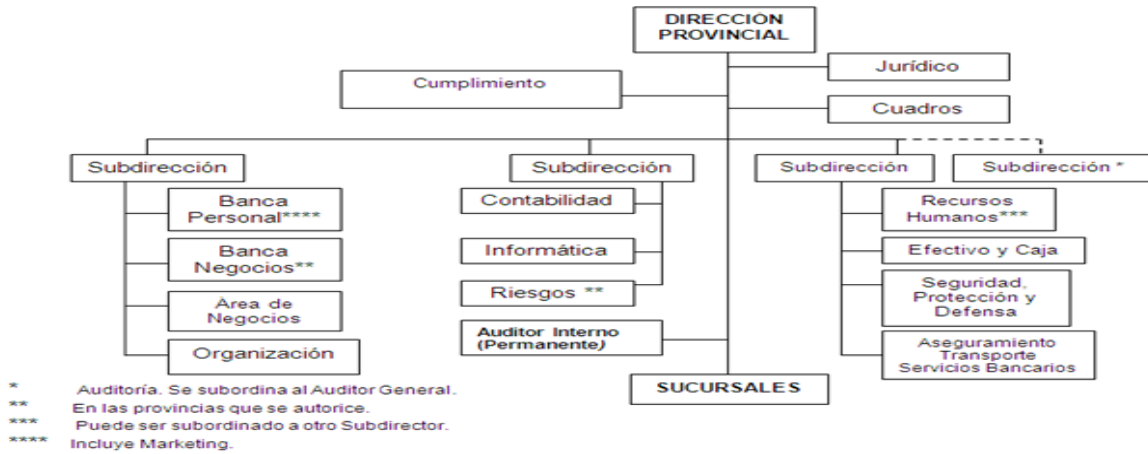 DIRECCIÓN
PROVINCIAL
Jurídico
Cumplimiento
Cuadros
Subdirección
Subdirección
Subdirección
Subdirección *
Banca
Personal****
Banca
Negocios**
Área de
Negocios
Organización
Contabilidad
Informática
Riesgos **
Auditor Interno
(Permanente)
Recursos
Humanos***
Efectivo y Caja
Seguridad,
Protección y
Defensa
Aseguramiento
Transporte
Servicios Bancarios
SUCURSALES
* Auditoría. Se subordina al Auditor General.
** En las provincias que se autorice.
*** Puede ser subordinado a otro Subdirector.
**** Incluye Marketing.